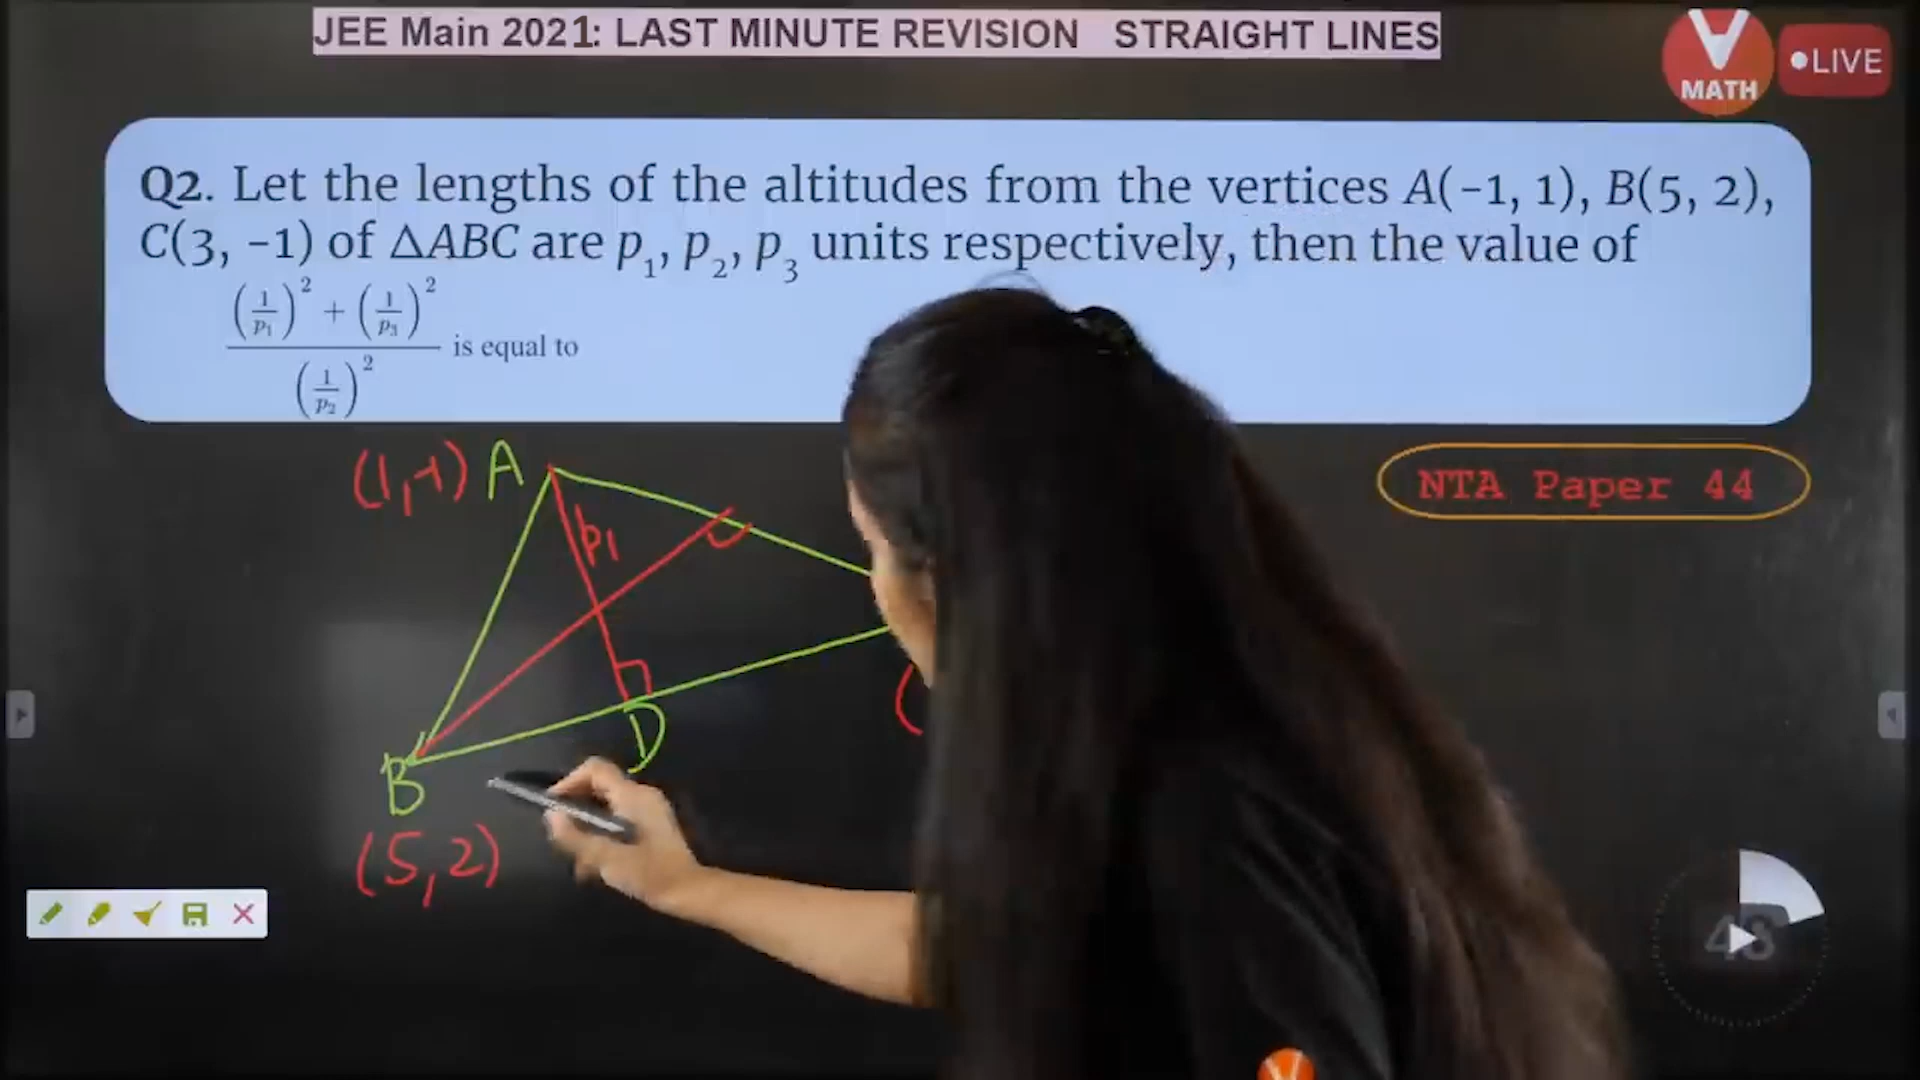 JEE Main 2021: LAST MINUTE REVISION STRAIGHT LINES
MATH
LIVE
Q2. Let the lengths of the altitudes from the vertices A(−1, 1), B(5, 2),
C(3, −1) of △ABC are p₁, p₂, p₃ units respectively, then the value of
((1/p₁)² + (1/p₃)²)/(1/p₂)² is equal to
NTA Paper 44
(1,-1) A
p1
D
B
(5,2)
48